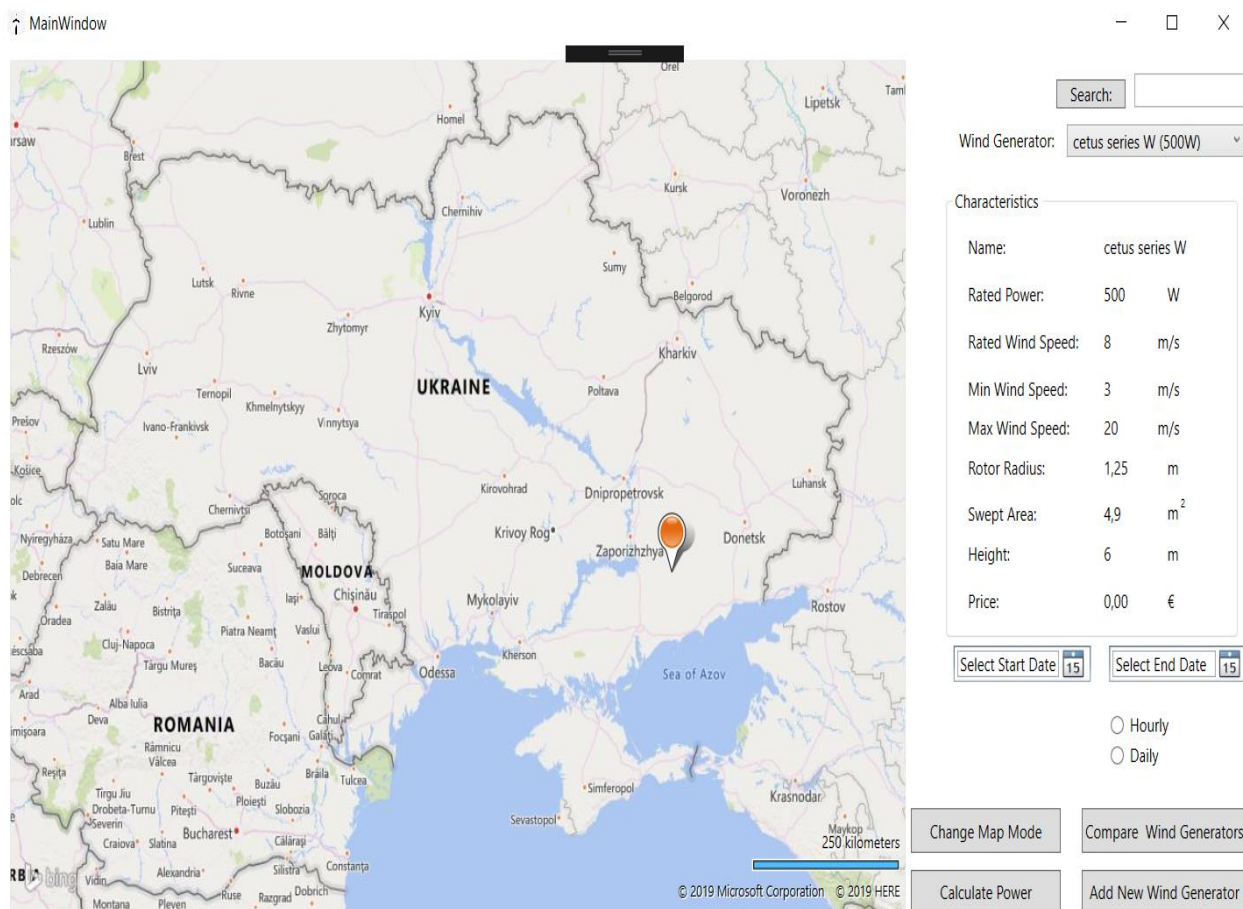 MainWindow
Orel
Tam
Lipetsk
Search:
Homel
arsaw
Brest
Wind Generator: cetus series W (500W)
Kursk
Voronezh
Chernihiv
Lublin
Characteristics
Name: cetus series W
Sumy
Lutsk
Rivne
Belgorod
Rated Power: 500 W
Kyiv
Zhytomyr
Rzeszów
Kharkiv
Rated Wind Speed: 8 m/s
Lviv
UKRAINE
Ternopil
Poltava
Min Wind Speed: 3 m/s
Khmelnytskyy
Prešov
Ivano-Frankivsk
Vinnytsya
Max Wind Speed: 20 m/s
Košice
Rotor Radius: 1,25 m
Kirovohrad
Dnipropetrovsk
Luhansk
olc
Soroca
Chernivtsi
Swept Area: 4,9 m²
Nyíregyháza
Satu Mare
Botoșani
Bălți
Krivoy Rog
Donetsk
Zaporizhzhya
Height: 6 m
Baia Mare
Suceava
MOLDOVA
Debrecen
Chișinău
Iași
Mykolayiv
Rostov
Price: 0,00 €
Zalău
Bistrița
Tiraspol
Oradea
Piatra Neamț
Vaslui
Cluj-Napoca
éscsaba
Târgu Mureș
Bacău
Leova
Comrat
Odessa
Kherson
Sea of Azov
Select Start Date 15 Select End Date 15
Arad
Alba Iulia
Deva
ROMANIA
Cahul
imișoara
Focșani
Galați
Hourly
Râmnicu
Vâlcea
Daily
Reșița
Târgoviște
Buzău
Brăila
Tulcea
Tirgu Jiu
Ploiești
Simferopol
Krasnodar
Drobeta-Turnu
Severin
Pitești
Slobozia
Sevastopol
Bucharest
Maykop
Change Map Mode Compare Wind Generators
Craiova
Slatina
Călărași
250 kilometers
RBI
bing
Vidin
Alexandria
Silistra
Constanța
Montana
Pleven
Ruse
Razgrad
Dobrich
© 2019 Microsoft Corporation © 2019 HERE
Calculate Power Add New Wind Generator